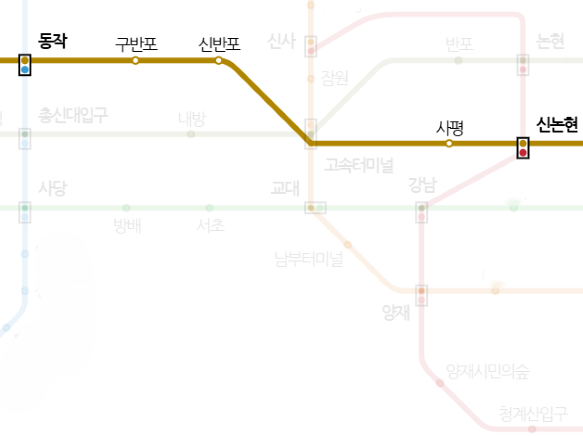 동작
구반포
신반포
신사
반포
논현
잠원
총신대입구
내방
사평
신논현
고속터미널
사당
교대
강남
방배
서초
남부터미널
양재
양재시민의숲
청계산입구